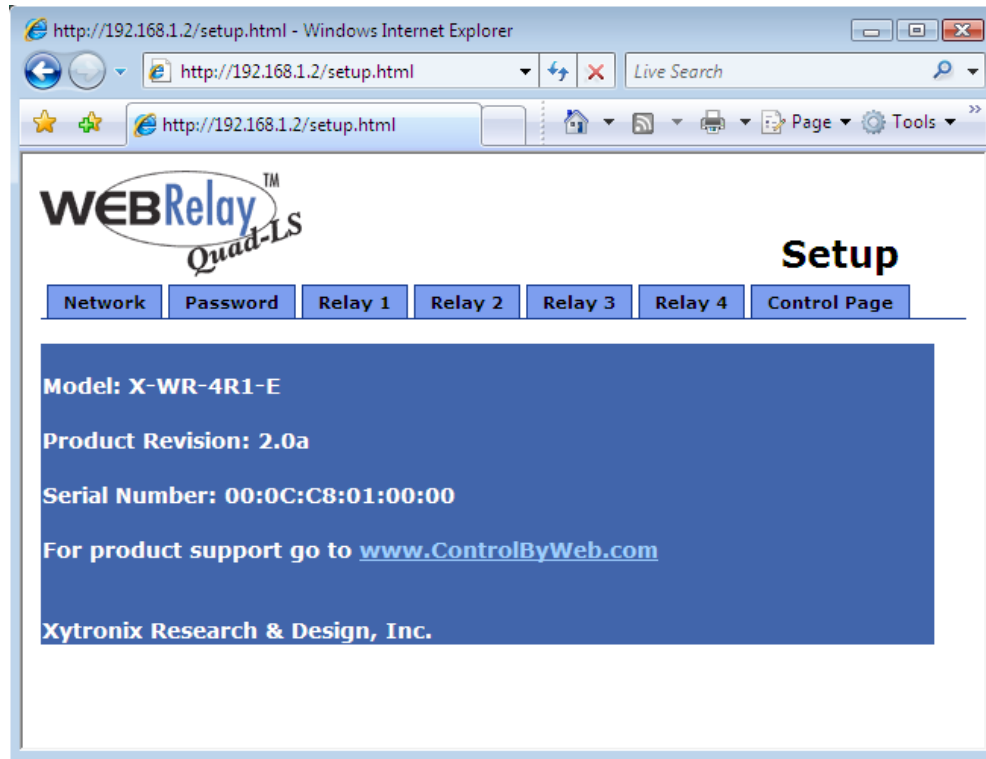 http://192.168.1.2/setup.html - Windows Internet Explorer
http://192.168.1.2/setup.html
Live Search
http://192.168.1.2/setup.html
Page
Tools
WEBRelay™
Quad-LS
Setup
Network
Password
Relay 1
Relay 2
Relay 3
Relay 4
Control Page
Model: X-WR-4R1-E
Product Revision: 2.0a
Serial Number: 00:0C:C8:01:00:00
For product support go to www.ControlByWeb.com
Xytronix Research & Design, Inc.